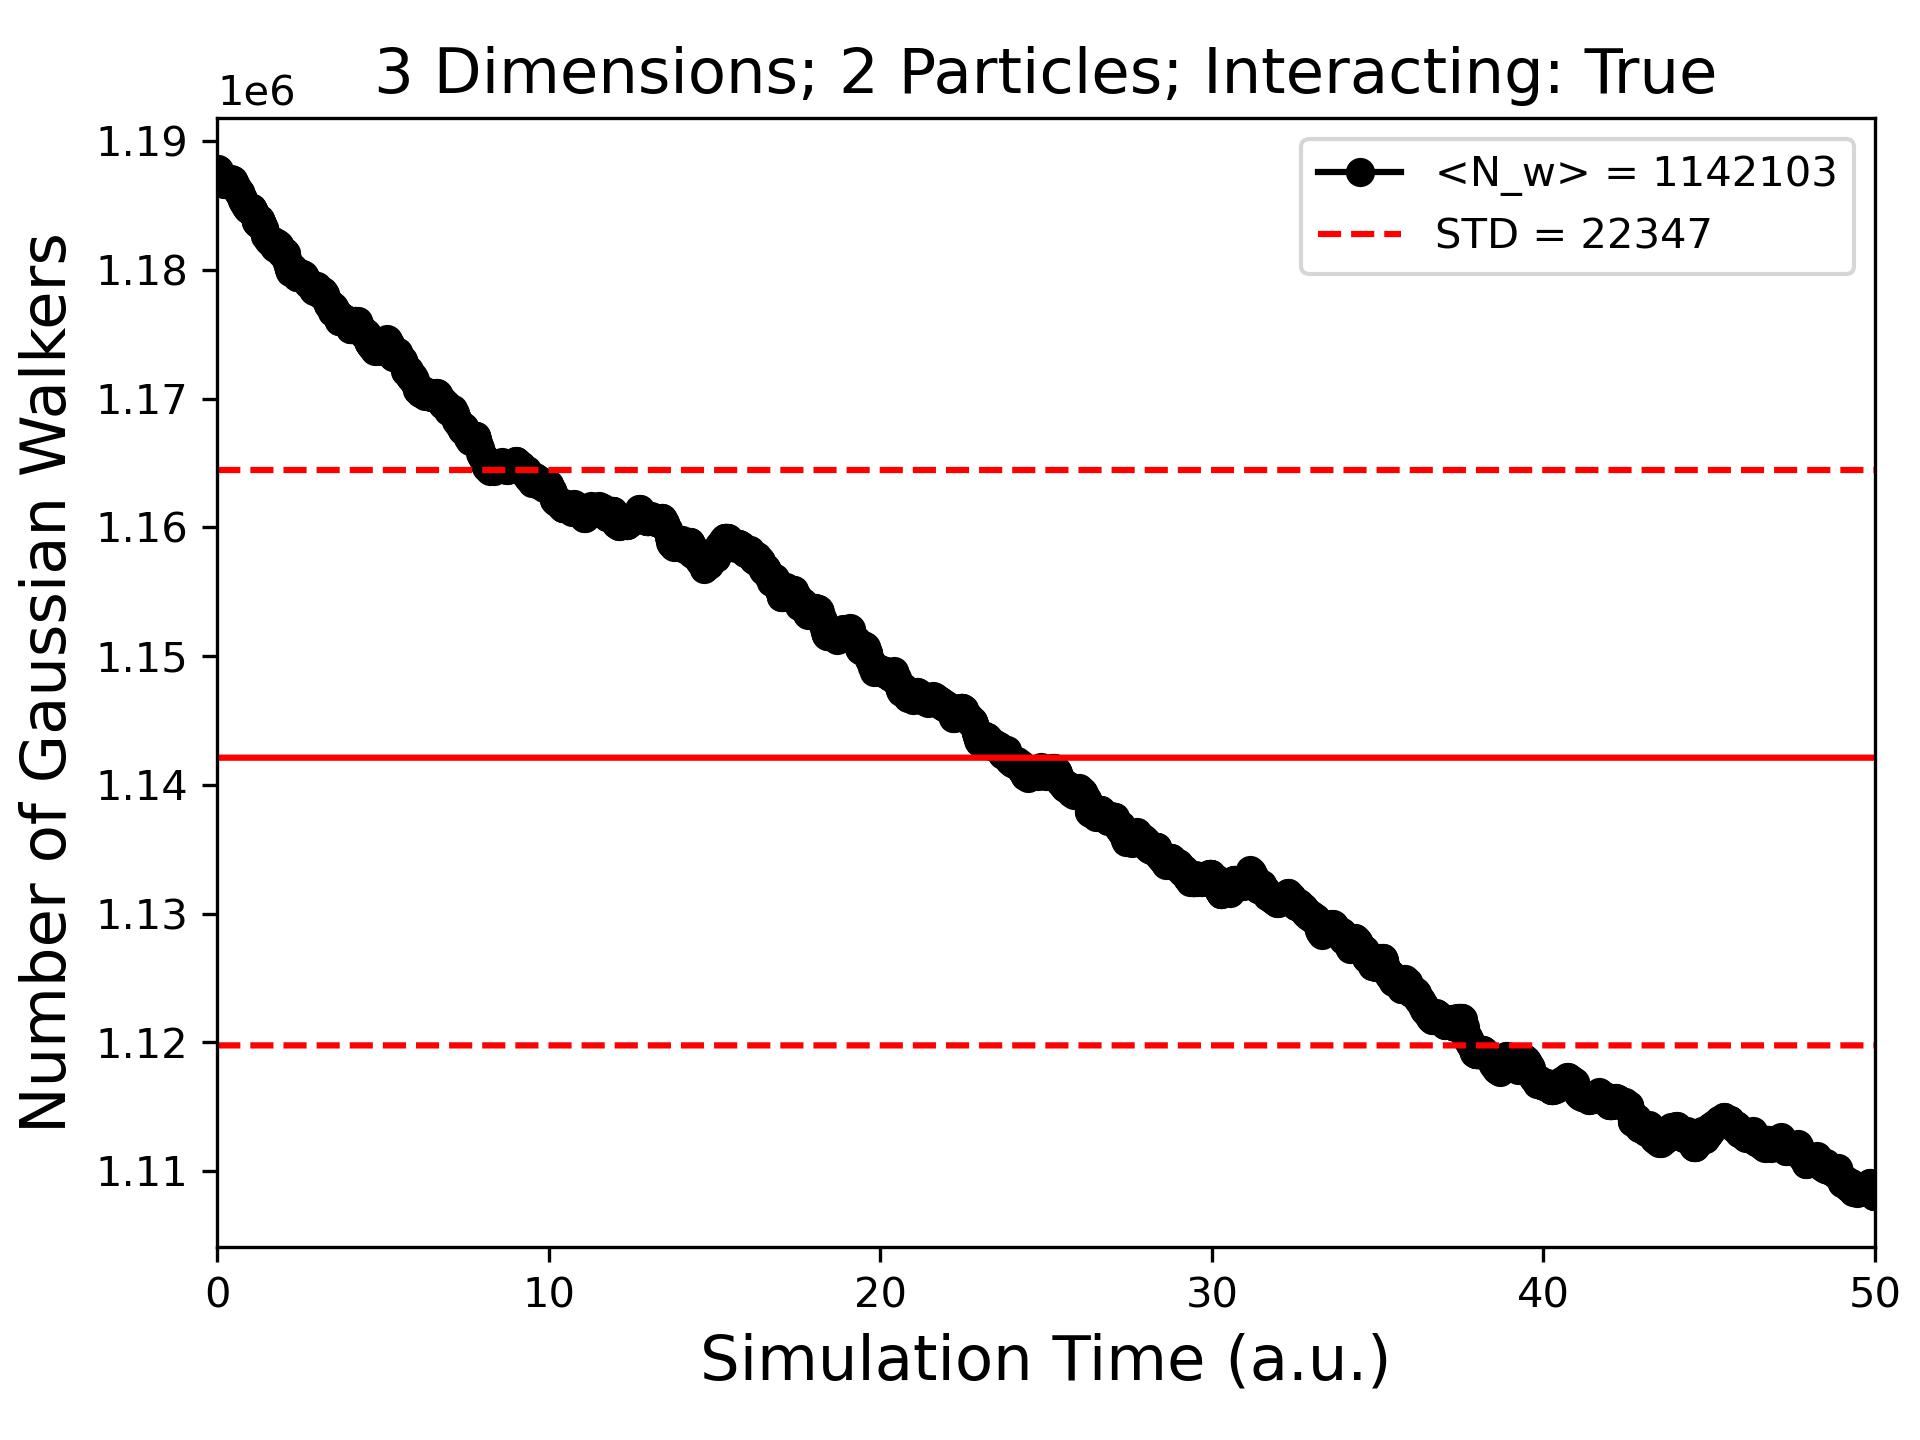 3 Dimensions; 2 Particles; Interacting: True
1e6
<N_w> = 1142103
STD = 22347
1.19
1.18
1.17
1.16
1.15
1.14
1.13
1.12
1.11
Number of Gaussian Walkers
0 10 20 30 40 50
Simulation Time (a.u.)